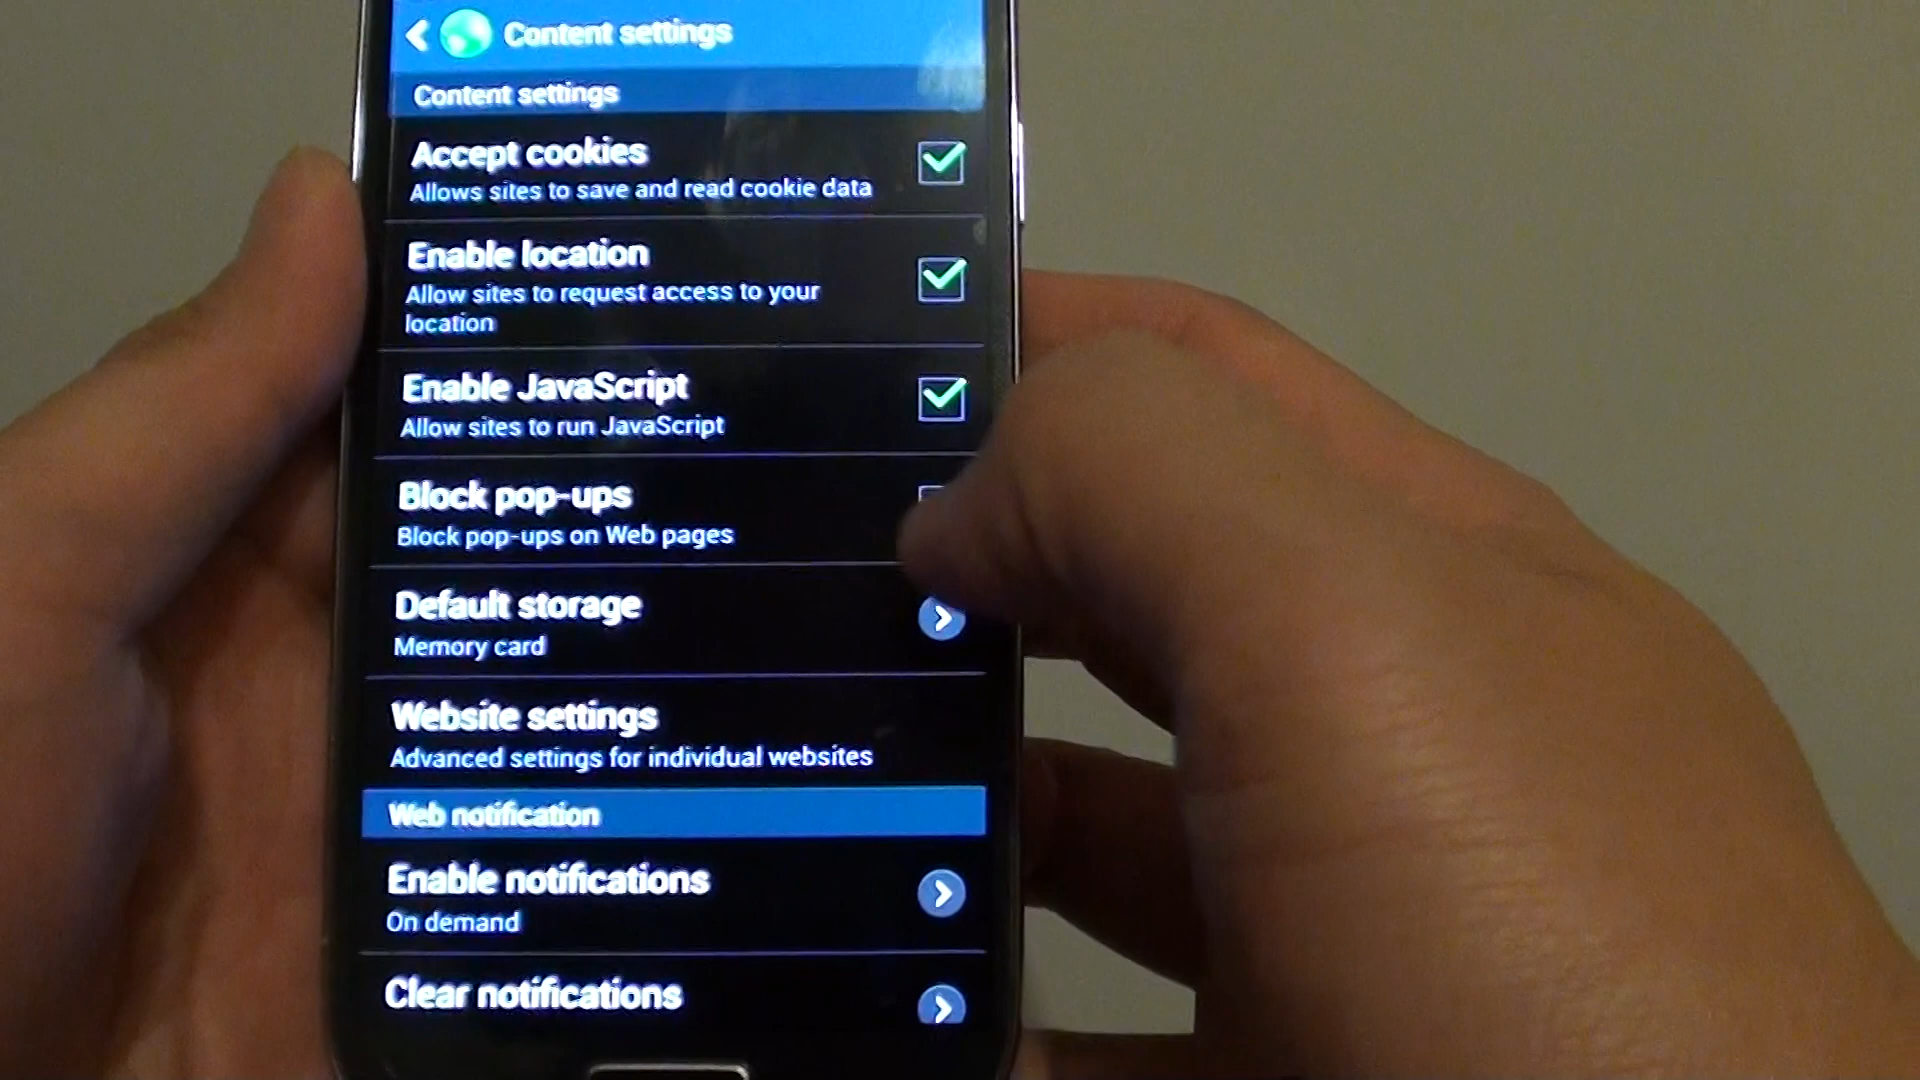 Content settings
Content settings
Accept cookies
Allows sites to save and read cookie data
Enable location
Allow sites to request access to your
location
Enable JavaScript
Allow sites to run JavaScript
Block pop-ups
Block pop-ups on Web pages
Default storage
Memory card
Website settings
Advanced settings for individual websites
Web notification
Enable notifications
On demand
Clear notifications